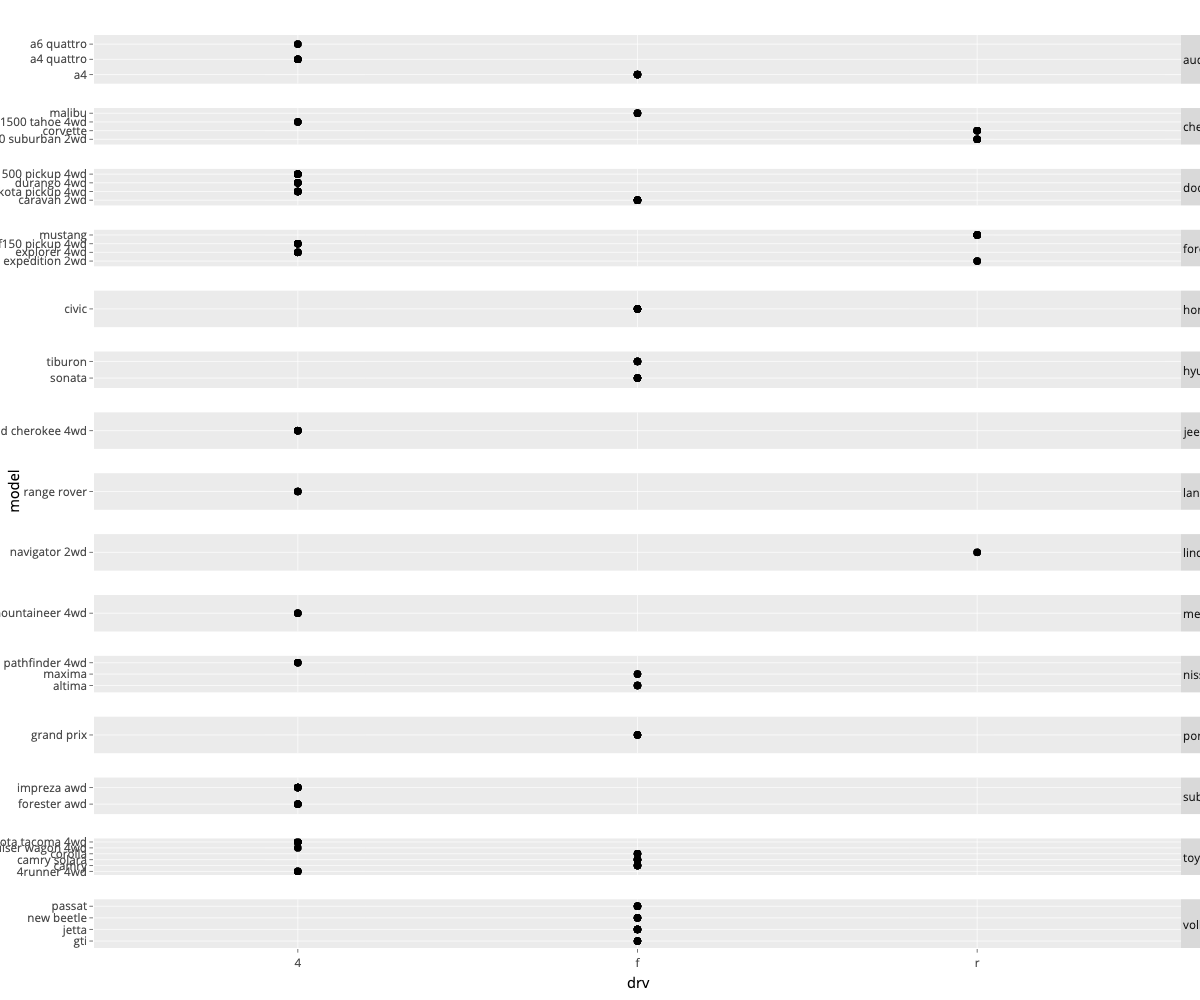 a6 quattro
a4 quattro
a4
aud
malibu
1500 tahoe 4wd
corvette
0 suburban 2wd
che
500 pickup 4wd
durango 4wd
kota pickup 4wd
caravan 2wd
doc
mustang
f150 pickup 4wd
explorer 4wd
expedition 2wd
for
civic
hor
tiburon
sonata
hyu
d cherokee 4wd
jee
range rover
lan
navigator 2wd
linc
ountaineer 4wd
me
pathfinder 4wd
maxima
altima
nis
grand prix
por
impreza awd
forester awd
sub
ota tacoma 4wd
iser wagon 4wd
corolla
camry solara
camry
4runner 4wd
toy
passat
new beetle
jetta
gti
vol
model
4 f r
drv